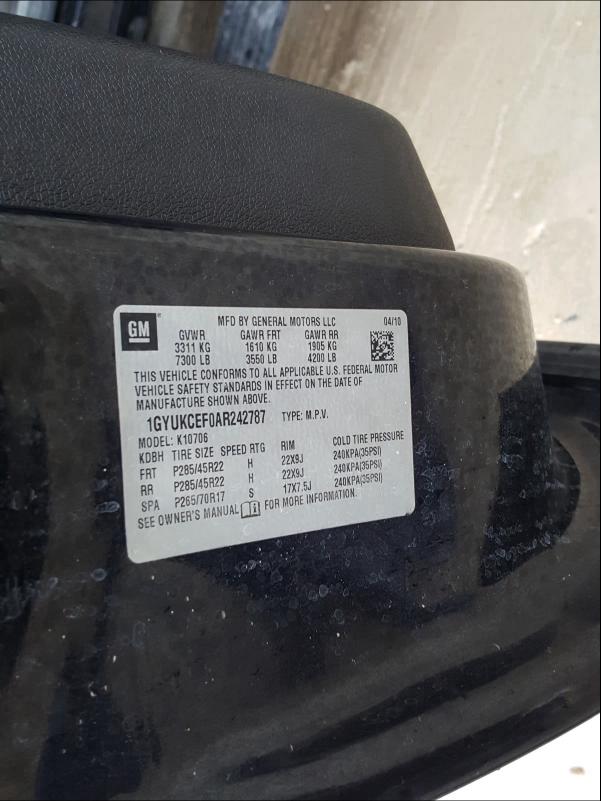 GM
MFD BY GENERAL MOTORS LLC 04/10
GVWR GAWR FRT GAWR RR
3311 KG 1610 KG 1905 KG
7300 LB 3550 LB 4200 LB
THIS VEHICLE CONFORMS TO ALL APPLICABLE U.S. FEDERAL MOTOR
VEHICLE SAFETY STANDARDS IN EFFECT ON THE DATE OF
MANUFACTURE SHOWN ABOVE.
1GYUKCEF0AR242787 TYPE: M.P.V.
MODEL: K10706
KDBH TIRE SIZE SPEED RTG RIM COLD TIRE PRESSURE
FRT P285/45R22 H 22X9J 240KPA(35PSI)
RR P285/45R22 H 22X9J 240KPA(35PSI)
SPA P265/70R17 S 17X7.5J 240KPA(35PSI)
SEE OWNER'S MANUAL FOR MORE INFORMATION.